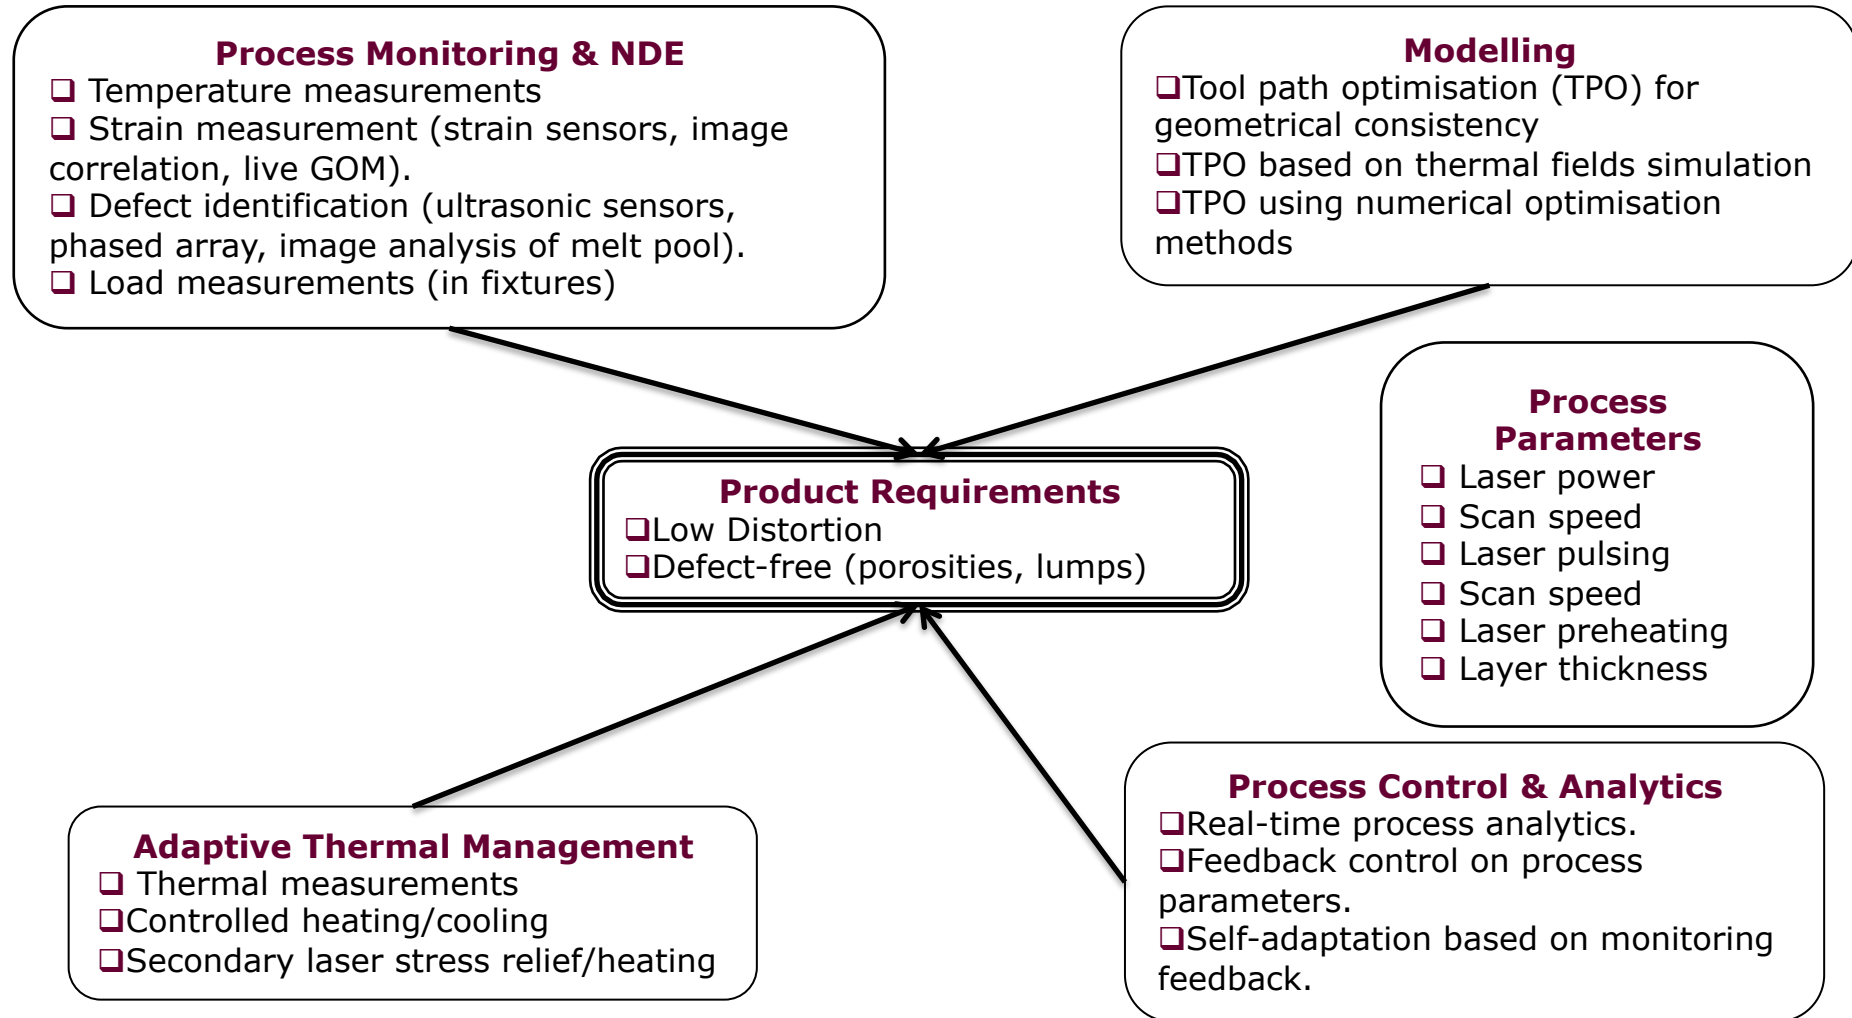 Process Monitoring & NDE
❑ Temperature measurements
❑ Strain measurement (strain sensors, image
correlation, live GOM).
❑ Defect identification (ultrasonic sensors,
phased array, image analysis of melt pool).
❑ Load measurements (in fixtures)
Modelling
❑Tool path optimisation (TPO) for
geometrical consistency
❑TPO based on thermal fields simulation
❑TPO using numerical optimisation
methods
Process
Parameters
❑ Laser power
❑ Scan speed
❑ Laser pulsing
❑ Scan speed
❑ Laser preheating
❑ Layer thickness
Product Requirements
❑Low Distortion
❑Defect-free (porosities, lumps)
Adaptive Thermal Management
❑ Thermal measurements
❑Controlled heating/cooling
❑Secondary laser stress relief/heating
Process Control & Analytics
❑Real-time process analytics.
❑Feedback control on process
parameters.
❑Self-adaptation based on monitoring
feedback.